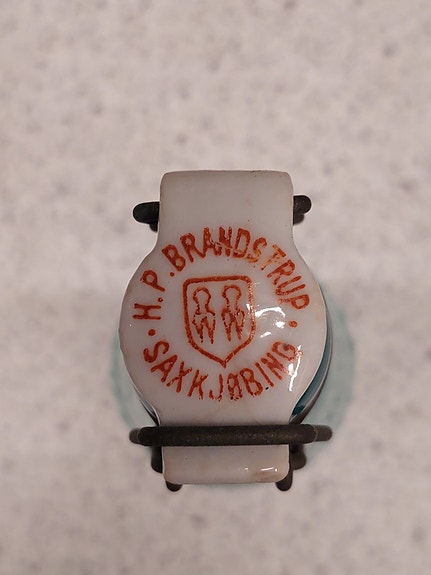 · H. P. BRANDSTRUP ·
SAXKJØBING